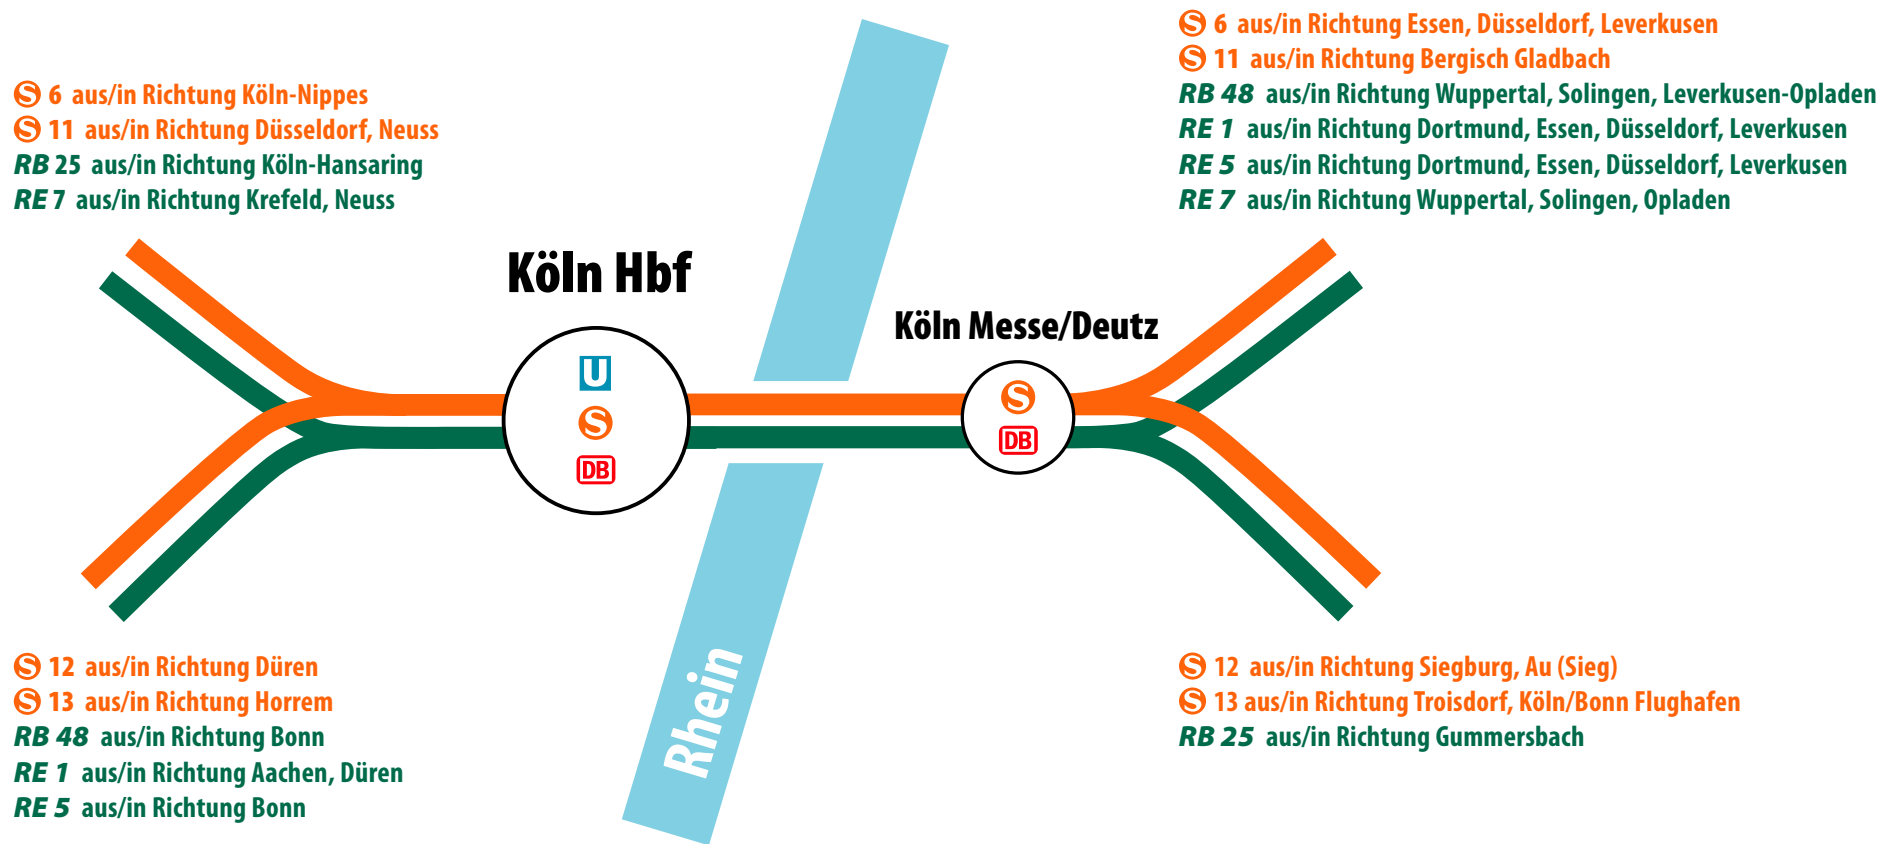 S 6 aus/in Richtung Köln-Nippes
S 11 aus/in Richtung Düsseldorf, Neuss
RB 25 aus/in Richtung Köln-Hansaring
RE 7 aus/in Richtung Krefeld, Neuss
S 6 aus/in Richtung Essen, Düsseldorf, Leverkusen
S 11 aus/in Richtung Bergisch Gladbach
RB 48 aus/in Richtung Wuppertal, Solingen, Leverkusen-Opladen
RE 1 aus/in Richtung Dortmund, Essen, Düsseldorf, Leverkusen
RE 5 aus/in Richtung Dortmund, Essen, Düsseldorf, Leverkusen
RE 7 aus/in Richtung Wuppertal, Solingen, Opladen
Köln Hbf
U
S
DB
Köln Messe/Deutz
S
DB
Rhein
S 12 aus/in Richtung Düren
S 13 aus/in Richtung Horrem
RB 48 aus/in Richtung Bonn
RE 1 aus/in Richtung Aachen, Düren
RE 5 aus/in Richtung Bonn
S 12 aus/in Richtung Siegburg, Au (Sieg)
S 13 aus/in Richtung Troisdorf, Köln/Bonn Flughafen
RB 25 aus/in Richtung Gummersbach